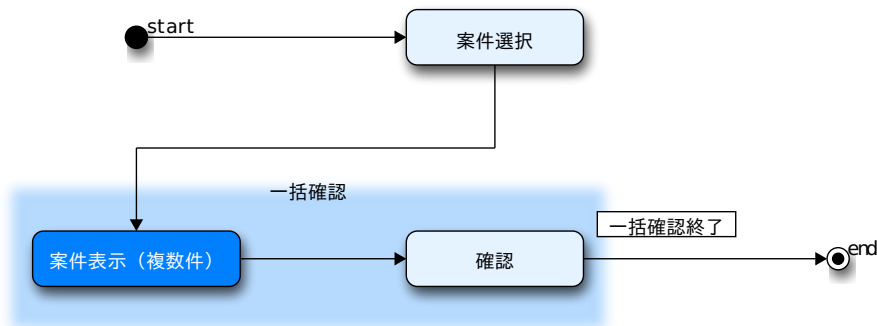 start
案件選択
一括確認
一括確認終了
案件表示（複数件）
確認
end